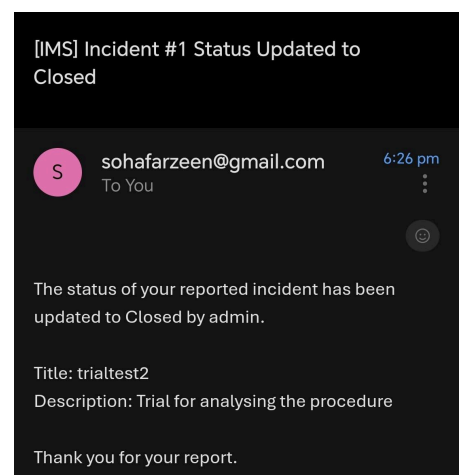 [IMS] Incident #1 Status Updated to
Closed
S
sohafarzeen@gmail.com
6:26 pm
To You
The status of your reported incident has been
updated to Closed by admin.
Title: trialtest2
Description: Trial for analysing the procedure
Thank you for your report.